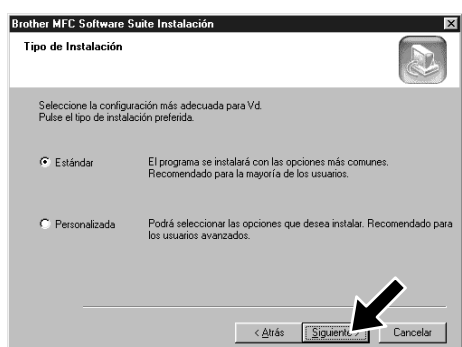 Brother MFC Software Suite Instalación
Tipo de Instalación
Seleccione la configuración más adecuada para Vd.
Pulse el tipo de instalación preferida.
Estándar
El programa se instalará con las opciones más comunes.
Recomendado para la mayoría de los usuarios.
Personalizada
Podrá seleccionar las opciones que desea instalar. Recomendado para
los usuarios avanzados.
< Atrás
Siguiente >
Cancelar